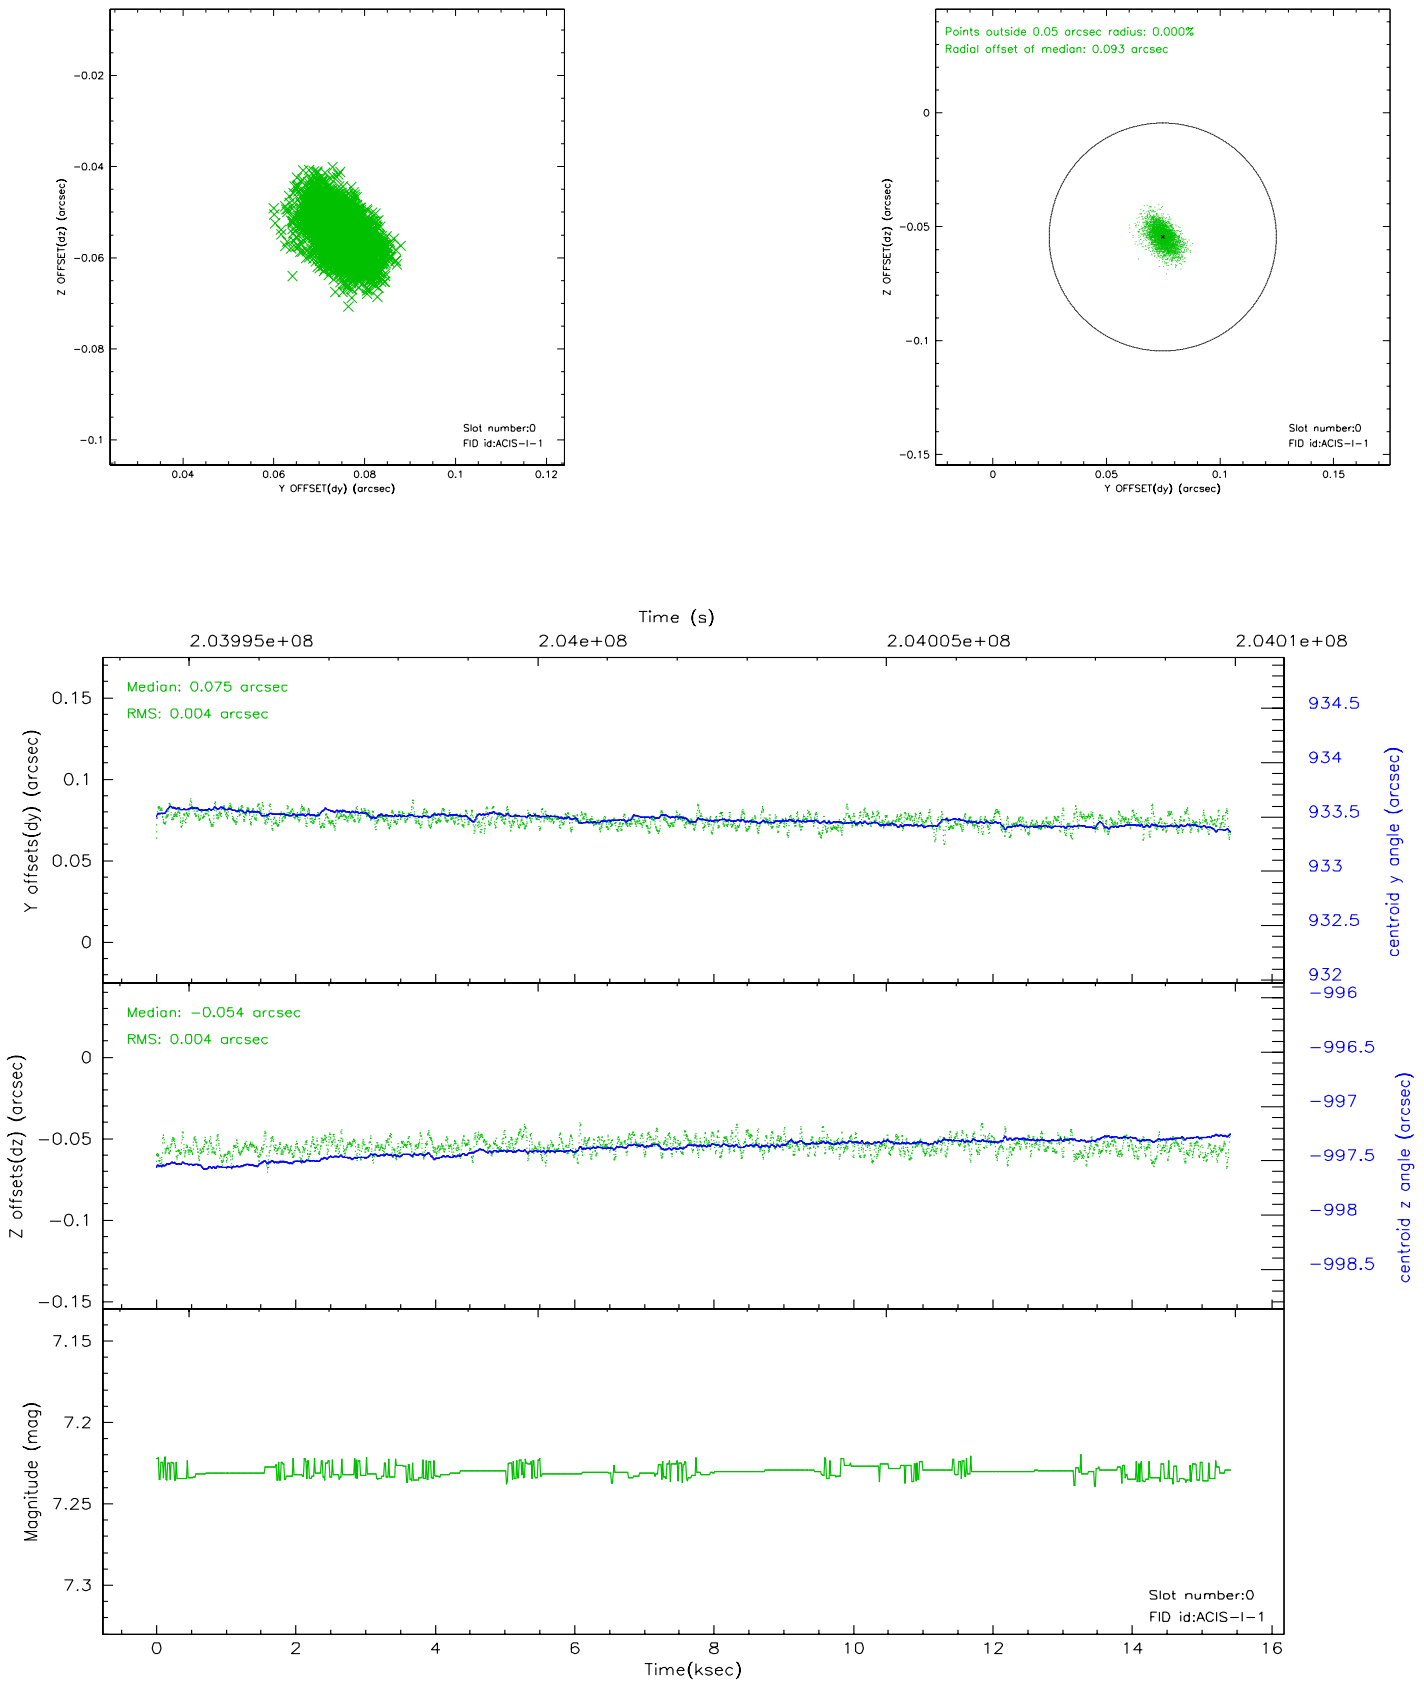 −0.02
−0.04
−0.06
−0.08
−0.1
Z OFFSET(dz) (arcsec)
Slot number:0
FID id:ACIS−I−1
0.04
0.06
0.08
0.1
0.12
Y OFFSET(dy) (arcsec)
Points outside 0.05 arcsec radius: 0.000%
Radial offset of median: 0.093 arcsec
0
−0.05
−0.1
−0.15
Z OFFSET(dz) (arcsec)
Slot number:0
FID id:ACIS−I−1
0
0.05
0.1
0.15
Y OFFSET(dy) (arcsec)
Time (s)
2.03995e+08
2.04e+08
2.04005e+08
2.0401e+08
Median: 0.075 arcsec
RMS: 0.004 arcsec
0.15
0.1
0.05
0
Y offsets(dy) (arcsec)
934.5
934
933.5
933
932.5
932
centroid y angle (arcsec)
Median: −0.054 arcsec
RMS: 0.004 arcsec
0
−0.05
−0.1
−0.15
Z offsets(dz) (arcsec)
−996
−996.5
−997
−997.5
−998
−998.5
centroid z angle (arcsec)
7.15
7.2
7.25
7.3
Magnitude (mag)
Slot number:0
FID id:ACIS−I−1
0
2
4
6
8
10
12
14
16
Time(ksec)